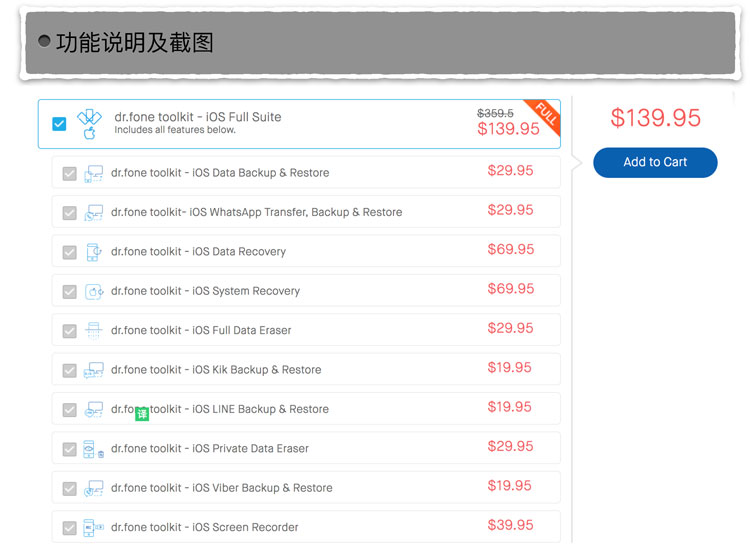 功能说明及截图
dr.fone toolkit - iOS Full Suite
Includes all features below.
$359.5
$139.95
FULL
$139.95
Add to Cart
dr.fone toolkit - iOS Data Backup & Restore
$29.95
dr.fone toolkit- iOS WhatsApp Transfer, Backup & Restore
$29.95
dr.fone toolkit - iOS Data Recovery
$69.95
dr.fone toolkit - iOS System Recovery
$69.95
dr.fone toolkit - iOS Full Data Eraser
$29.95
dr.fone toolkit - iOS Kik Backup & Restore
$19.95
dr.fone toolkit - iOS LINE Backup & Restore
译
$19.95
dr.fone toolkit - iOS Private Data Eraser
$29.95
dr.fone toolkit - iOS Viber Backup & Restore
$19.95
dr.fone toolkit - iOS Screen Recorder
$39.95